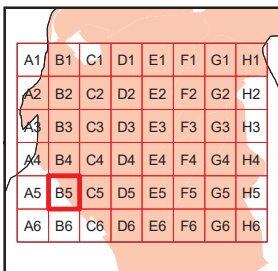 A1 B1 C1 D1 E1 F1 G1 H1
A2 B2 C2 D2 E2 F2 G2 H2
A3 B3 C3 D3 E3 F3 G3 H3
A4 B4 C4 D4 E4 F4 G4 H4
A5 B5 C5 D5 E5 F5 G5 H5
A6 B6 C6 D6 E6 F6 G6 H6